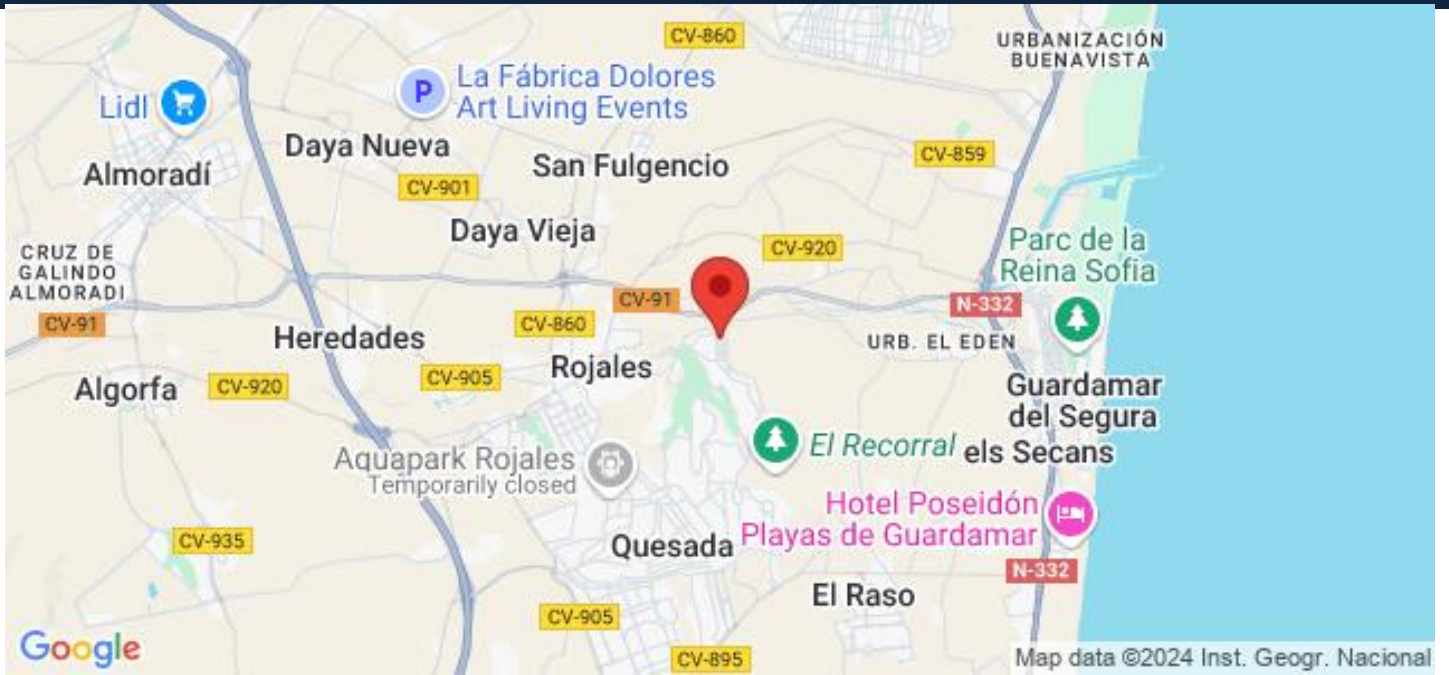 CV-860
URBANIZACIÓN
BUENAVISTA
La Fábrica Dolores
Art Living Events
P
Lidl
Daya Nueva
San Fulgencio
CV-859
Almoradí
CV-901
Daya Vieja
CV-920
Parc de la
Reina Sofia
CRUZ DE
GALINDO
ALMORADI
CV-91
CV-91
N-332
CV-860
Heredades
URB. EL EDEN
Rojales
CV-905
Algorfa
CV-920
Guardamar
del Segura
El Recorral
els Secans
Aquapark Rojales
Temporarily closed
Hotel Poseidón
Playas de Guardamar
CV-935
Quesada
N-332
El Raso
CV-905
Google
CV-895
Map data ©2024 Inst. Geogr. Nacional